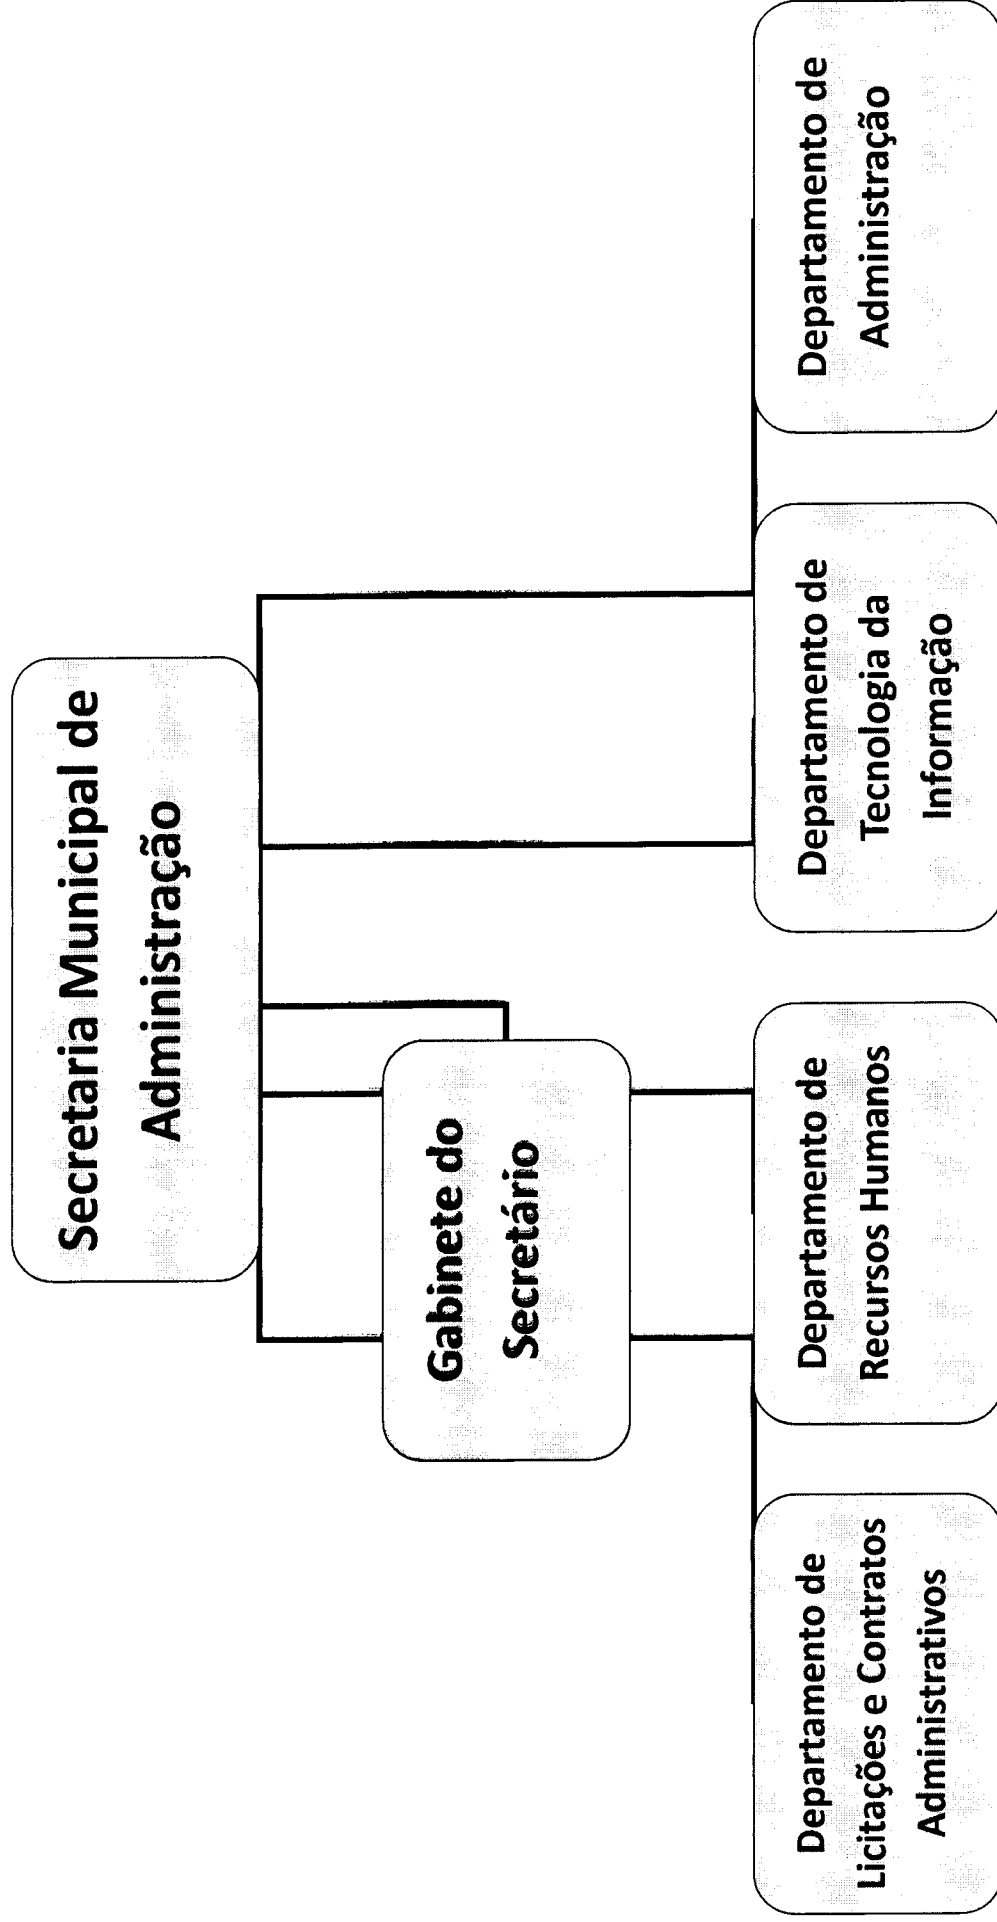 Secretaria Municipal de
Administração
Gabinete do
Secretário
Departamento de
Licitações e Contratos
Administrativos
Departamento de
Recursos Humanos
Departamento de
Tecnologia da
Informação
Departamento de
Administração